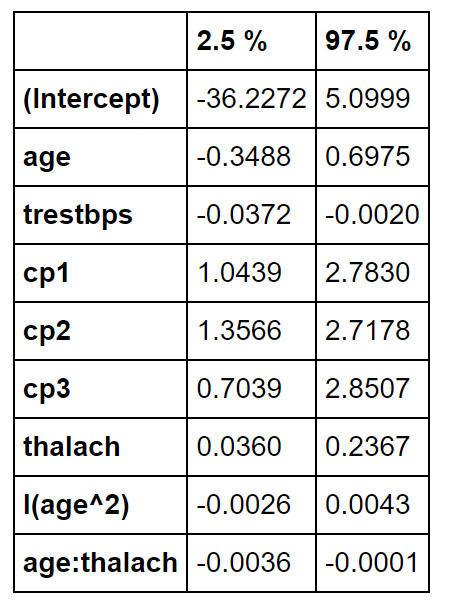 2.5 % 97.5 %
(Intercept) -36.2272 5.0999
age -0.3488 0.6975
trestbps -0.0372 -0.0020
cp1 1.0439 2.7830
cp2 1.3566 2.7178
cp3 0.7039 2.8507
thalach 0.0360 0.2367
I(age^2) -0.0026 0.0043
age:thalach -0.0036 -0.0001